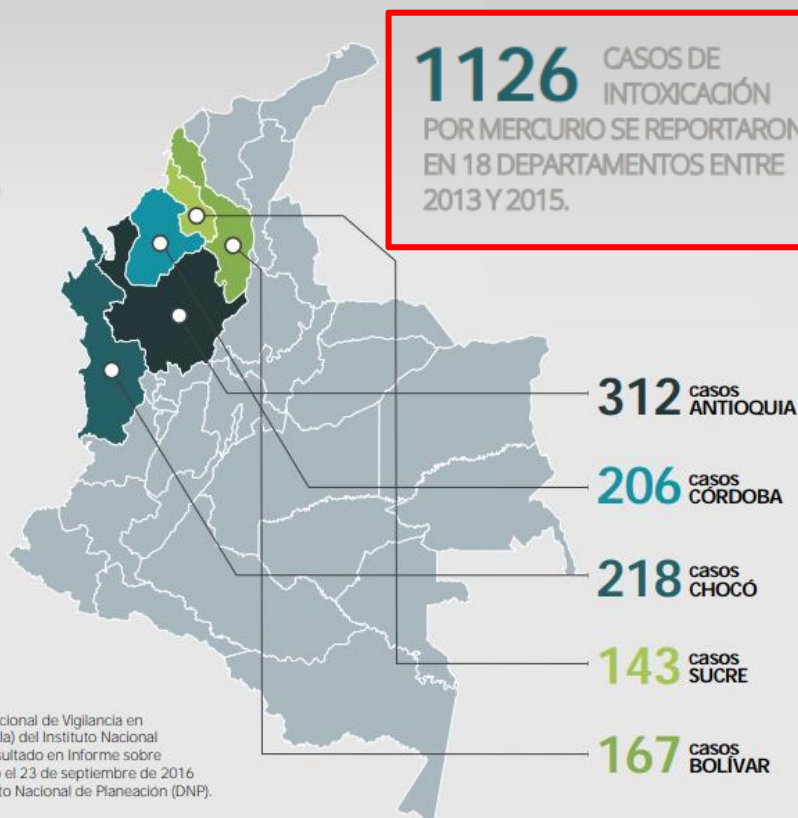 1126 CASOS DE
INTOXICACIÓN
POR MERCURIO SE REPORTARON
EN 18 DEPARTAMENTOS ENTRE
2013 Y 2015.
312 casos
ANTIOQUIA
206 casos
CÓRDOBA
218 casos
CHOCÓ
143 casos
SUCRE
167 casos
BOLÍVAR
cional de Vigilancia en
la) del Instituto Nacional
sultado en Informe sobre
o el 23 de septiembre de 2016
to Nacional de Planeación (DNP).